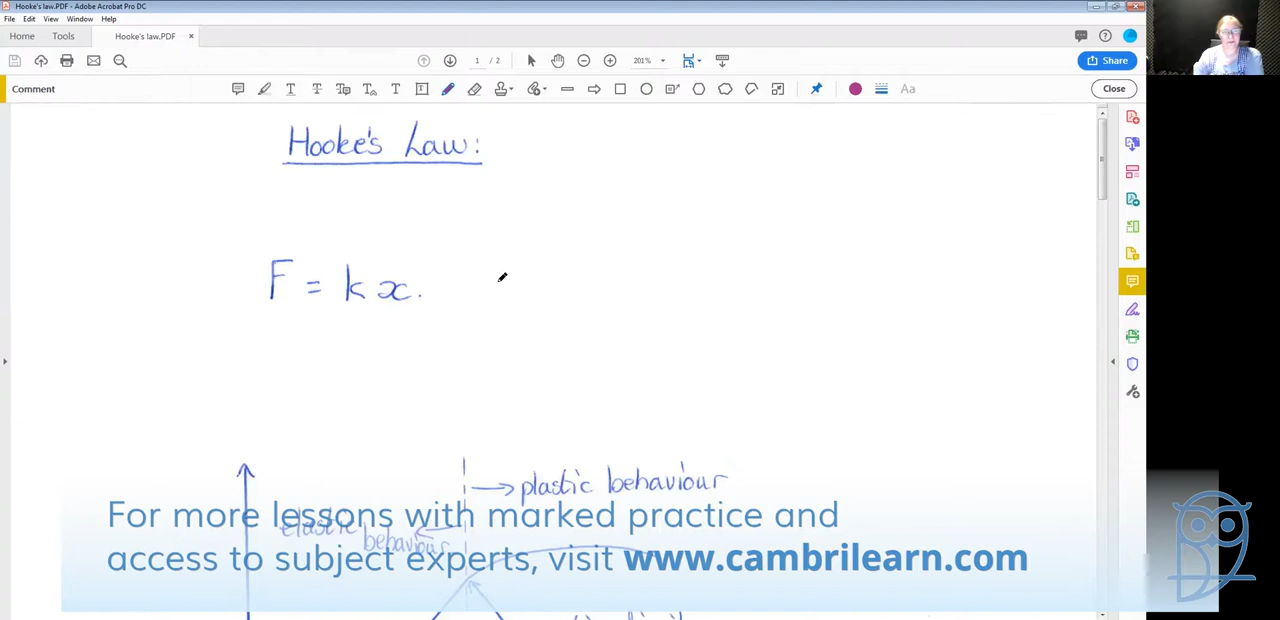 Hooke's law.PDF - Adobe Acrobat Pro DC
File Edit View Window Help
Home Tools Hooke's law.PDF ×
1 / 2 201% Share
Comment Aa Close
Hooke's Law:
F = kx.
plastic behaviour
elastic behaviour
For more lessons with marked practice and
access to subject experts, visit www.cambrilearn.com